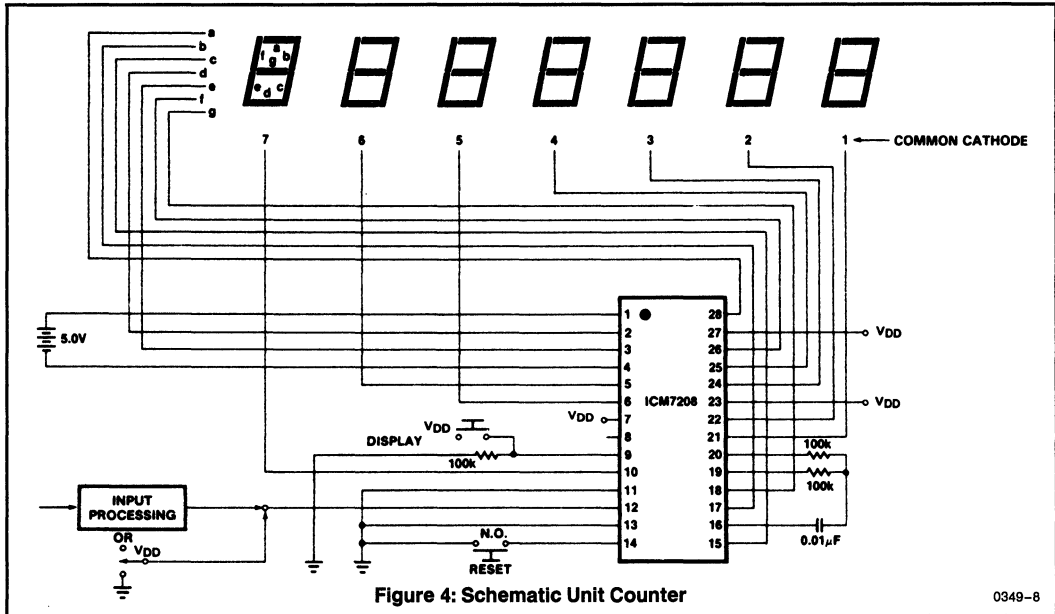 a
b
c
d
e
f
g
a
f b
g
e c
d
7 6 5 4 3 2 1 COMMON CATHODE
5.0V
1 28
2 27 VDD
3 26
4 25
5 24
6 ICM7208 23 VDD
VDD 7 22
VDD
DISPLAY
8 21
100k
9 20
100k
10 19
100k
11 18
INPUT
PROCESSING
12 17
13 16
0.01μF
OR
VDD
N.O.
14 15
RESET
Figure 4: Schematic Unit Counter
0349–8